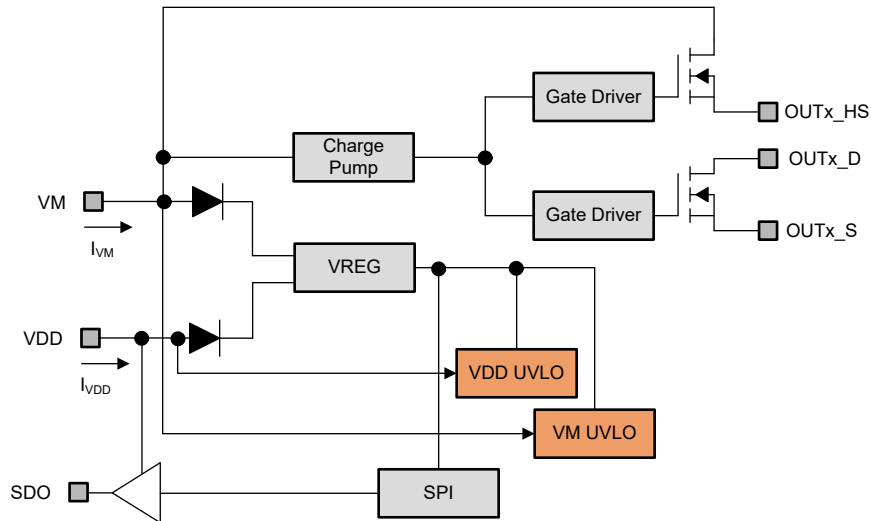 Gate Driver
OUTx_HS
Charge
Pump
OUTx_D
VM
Gate Driver
OUTx_S
IVM
VREG
VDD
IVDD
VDD UVLO
VM UVLO
SDO
SPI